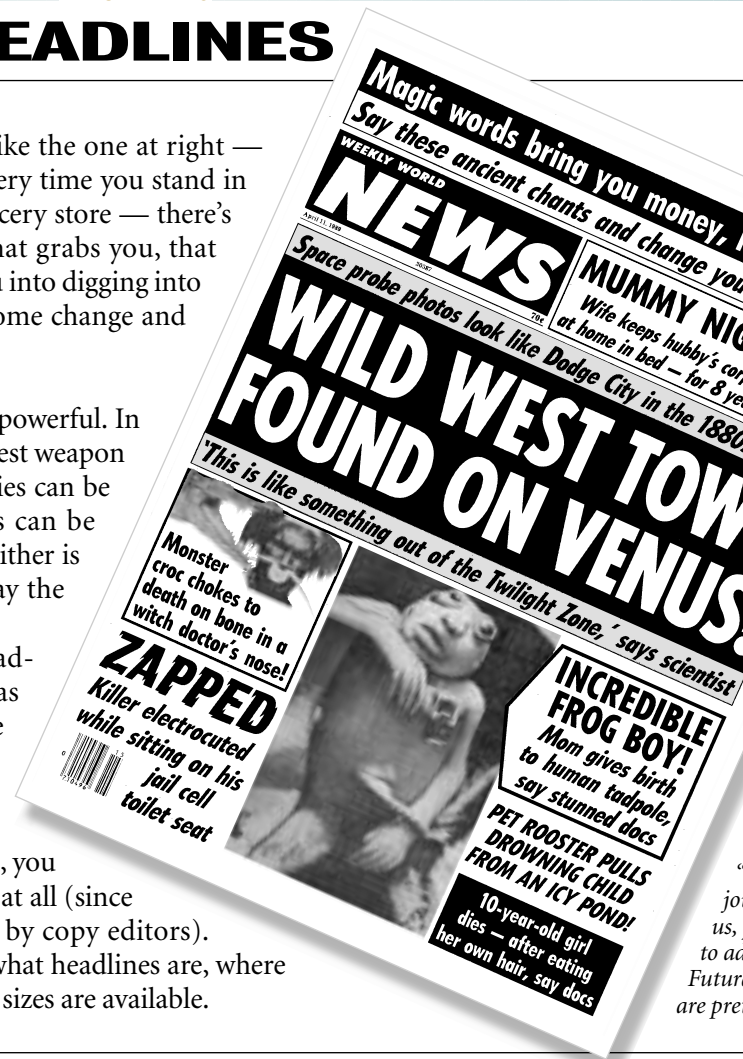 EADLINES
ike the one at right —
ery time you stand in
cery store — there's
hat grabs you, that
into digging into
ome change and
powerful. In
est weapon
ies can be
s can be
ither is
ay the
ad-
as
e
, you
at all (since
by copy editors).
what headlines are, where
sizes are available.
Magic words bring you money,
Say these ancient chants and change you
WEEKLY WORLD
NEWS
April 11, 1989
70¢
MUMMY NIG
Wife keeps hubby's cor
at home in bed — for 8 ye
Space probe photos look like Dodge City in the 1880
WILD WEST TOW
FOUND ON VENUS
'This is like something out of the Twilight Zone,' says scientist
Monster
croc chokes to
death on bone in a
witch doctor's nose!
ZAPPED
Killer electrocuted
while sitting on his
jail cell
toilet seat
INCREDIBLE
FROG BOY!
Mom gives birth
to human tadpole,
say stunned docs
PET ROOSTER PULLS
DROWNING CHILD
FROM AN ICY POND!
10-year-old girl
dies — after eating
her own hair, say docs
“
jou
us,
to ad
Futur
are pre